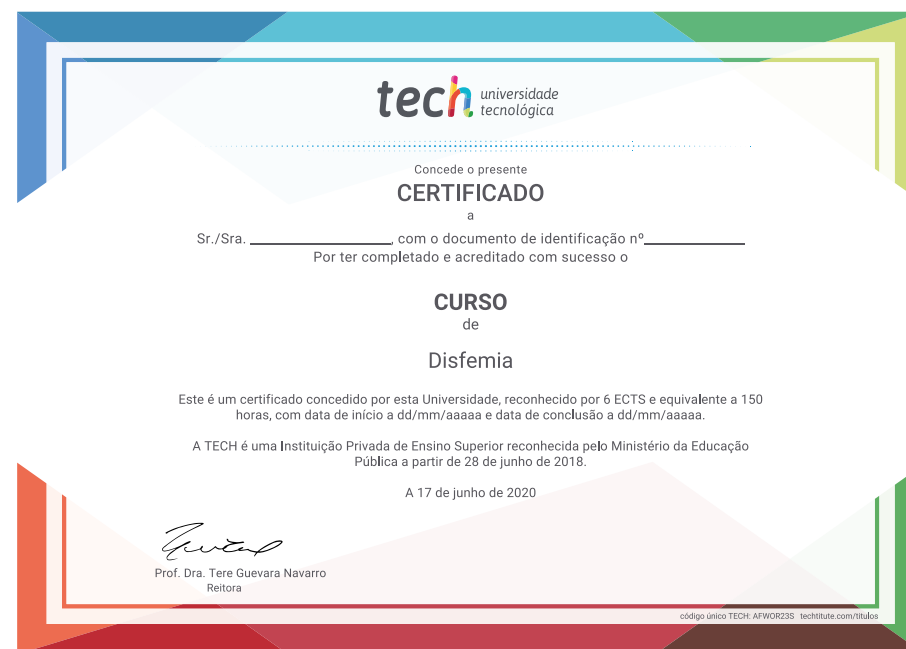 tech universidade
tecnológica
Concede o presente
CERTIFICADO
a
Sr./Sra. ____________________, com o documento de identificação nº______________
Por ter completado e acreditado com sucesso o
CURSO
de
Disfemia
Este é um certificado concedido por esta Universidade, reconhecido por 6 ECTS e equivalente a 150
horas, com data de início a dd/mm/aaaaa e data de conclusão a dd/mm/aaaaa.
A TECH é uma Instituição Privada de Ensino Superior reconhecida pelo Ministério da Educação
Pública a partir de 28 de junho de 2018.
A 17 de junho de 2020
Prof. Dra. Tere Guevara Navarro
Reitora
código único TECH: AFWOR23S techtitute.com/titulos